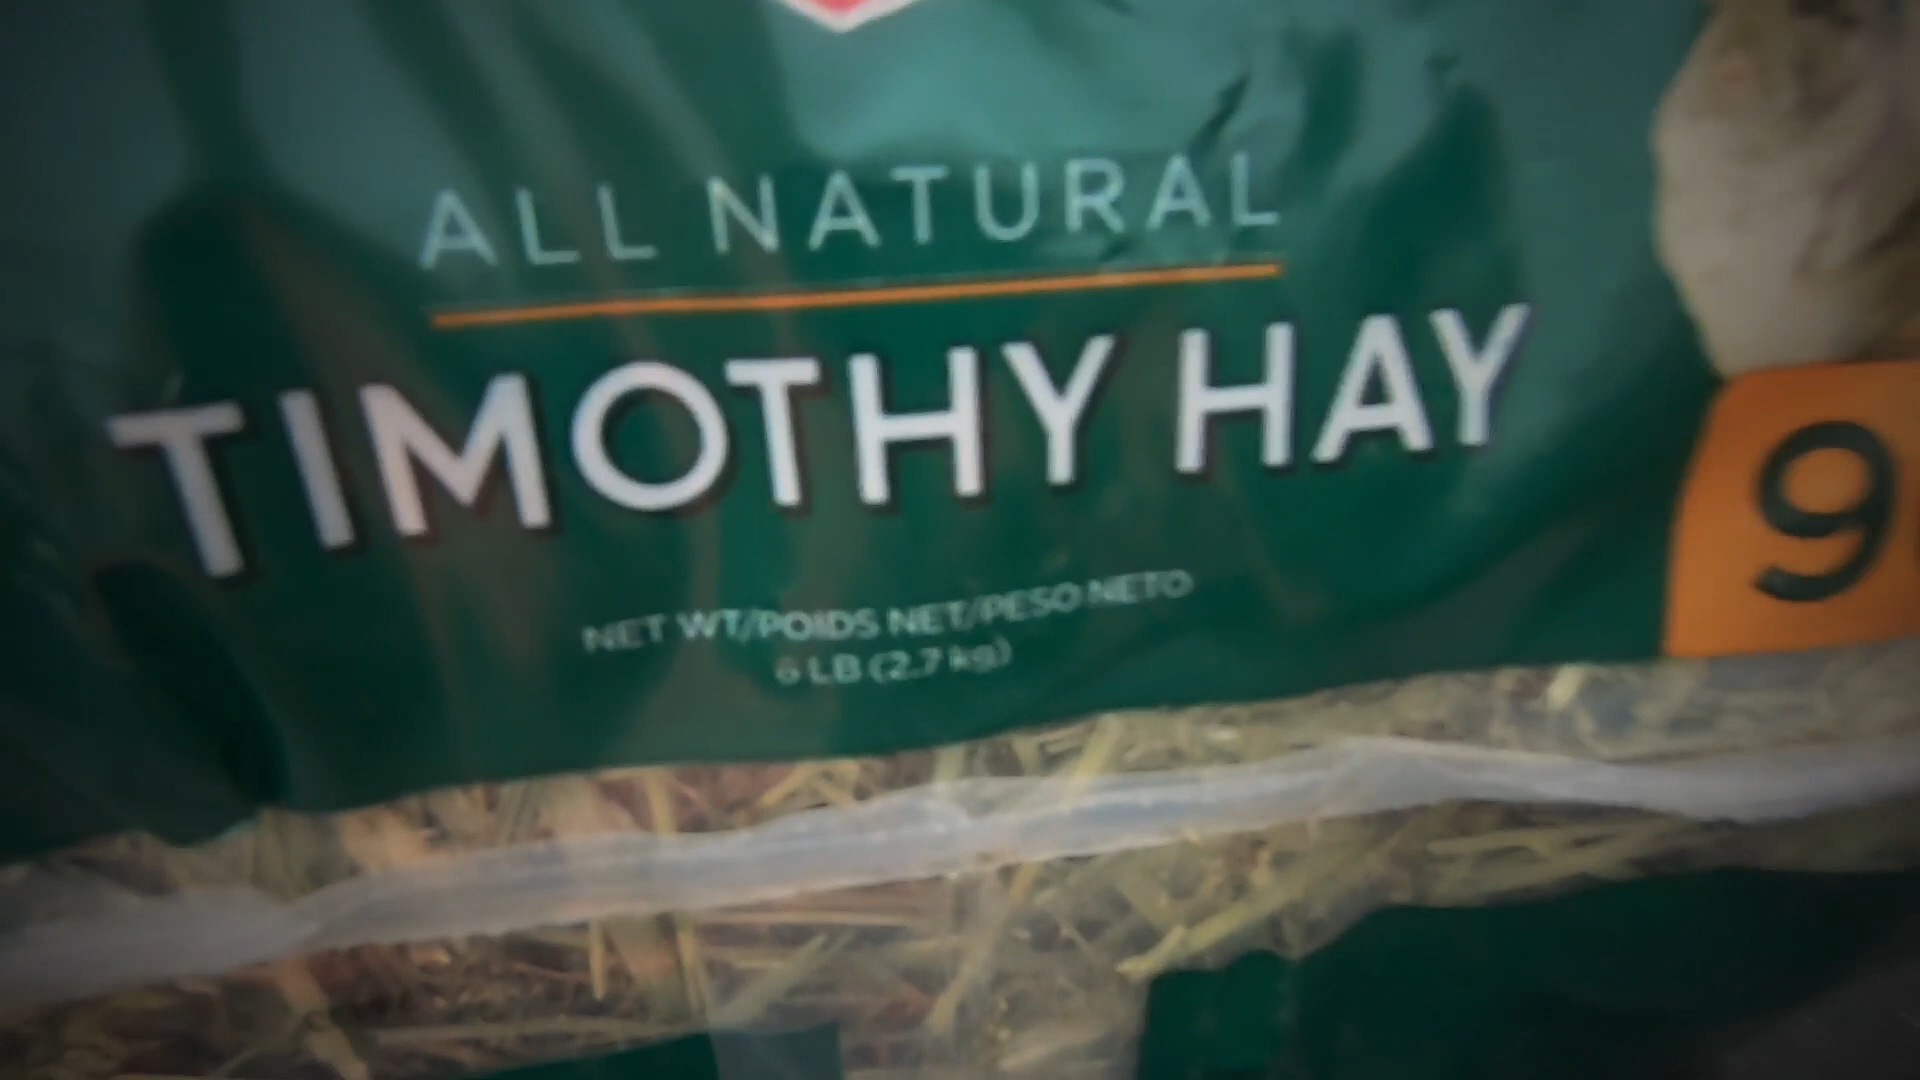 ALL NATURAL
TIMOTHY HAY
9
NET WT/POIDS NET/PESO NETO
6 LB (2.7 kg)